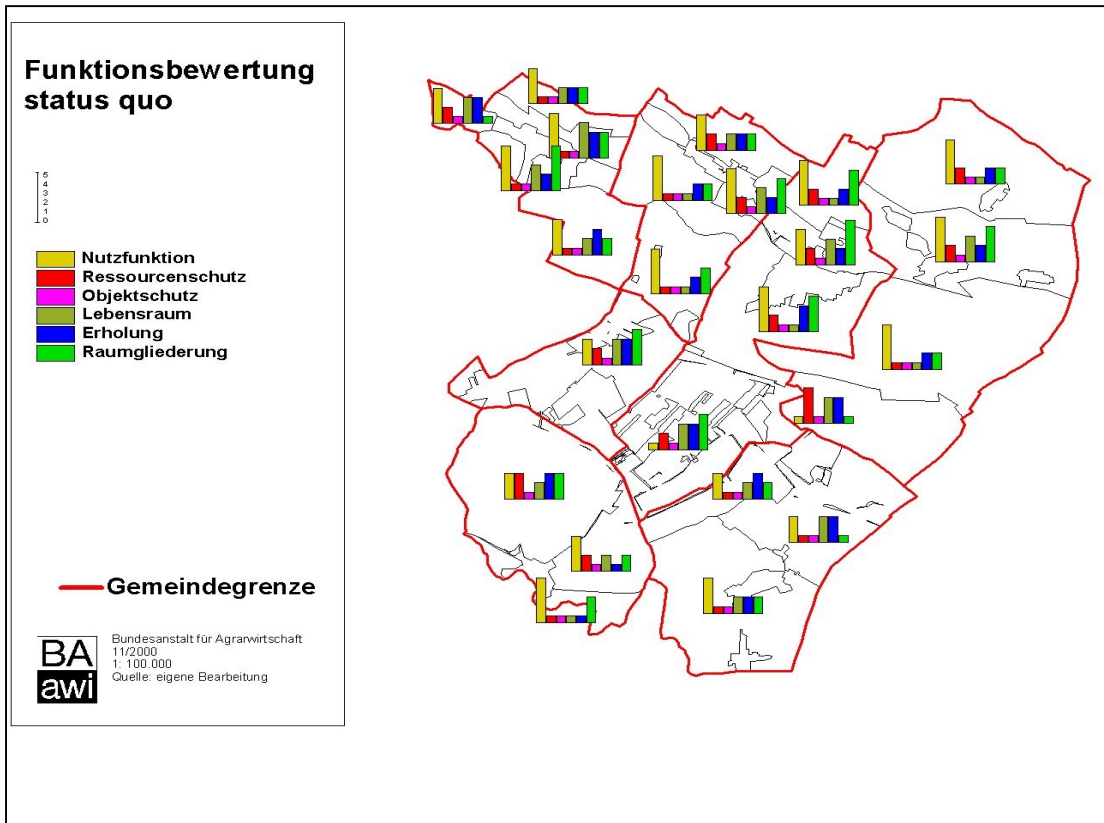 Funktionsbewertung
status quo
5
4
3
2
1
0
Nutzfunktion
Ressourcenschutz
Objektschutz
Lebensraum
Erholung
Raumgliederung
Gemeindegrenze
BA
awi
Bundesanstalt für Agrarwirtschaft
11/2000
1: 100.000
Quelle: eigene Bearbeitung